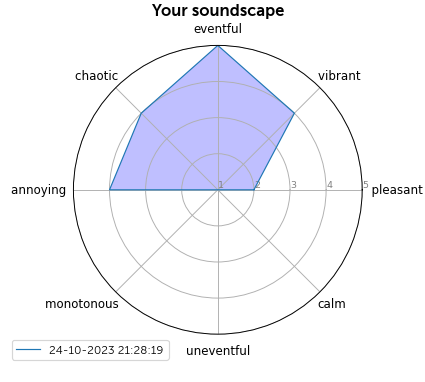 Your soundscape
eventful
chaotic
vibrant
annoying
1
2
3
4
5
pleasant
monotonous
calm
uneventful
24-10-2023 21:28:19